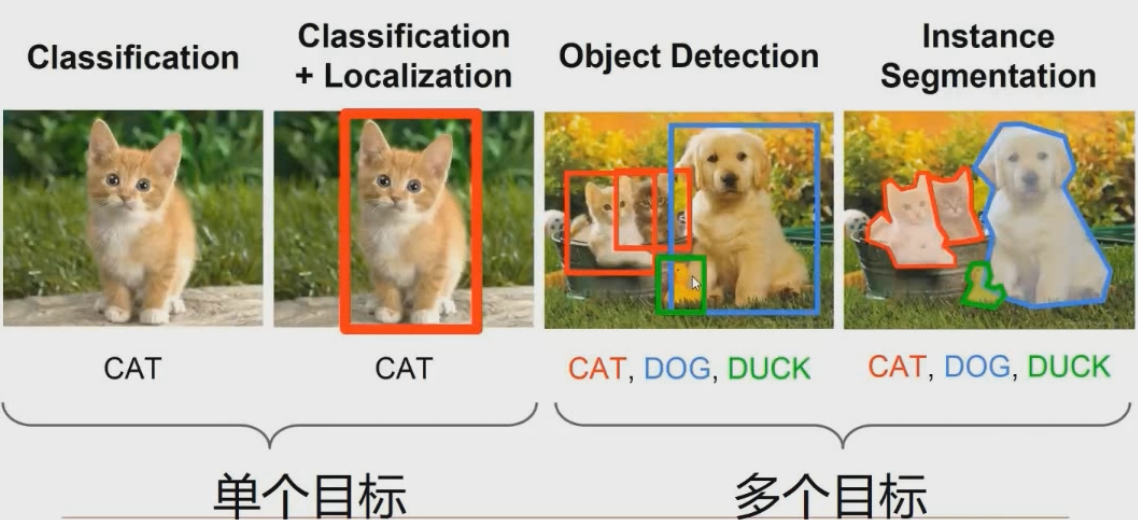 Classification
Classification
+ Localization
Object Detection
Instance
Segmentation
CAT
CAT
CAT, DOG, DUCK
CAT, DOG, DUCK
单个目标
多个目标